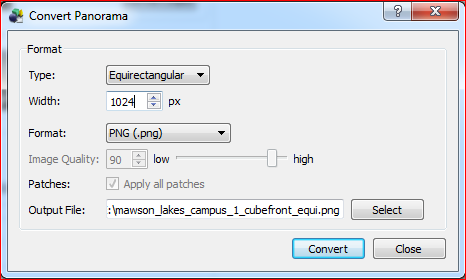 Convert Panorama
Format
Type: Equirectangular
Width: 1024 px
Format: PNG (.png)
Image Quality: 90 low high
Patches: Apply all patches
Output File: :\mawson_lakes_campus_1_cubefront_equi.png Select
Convert Close